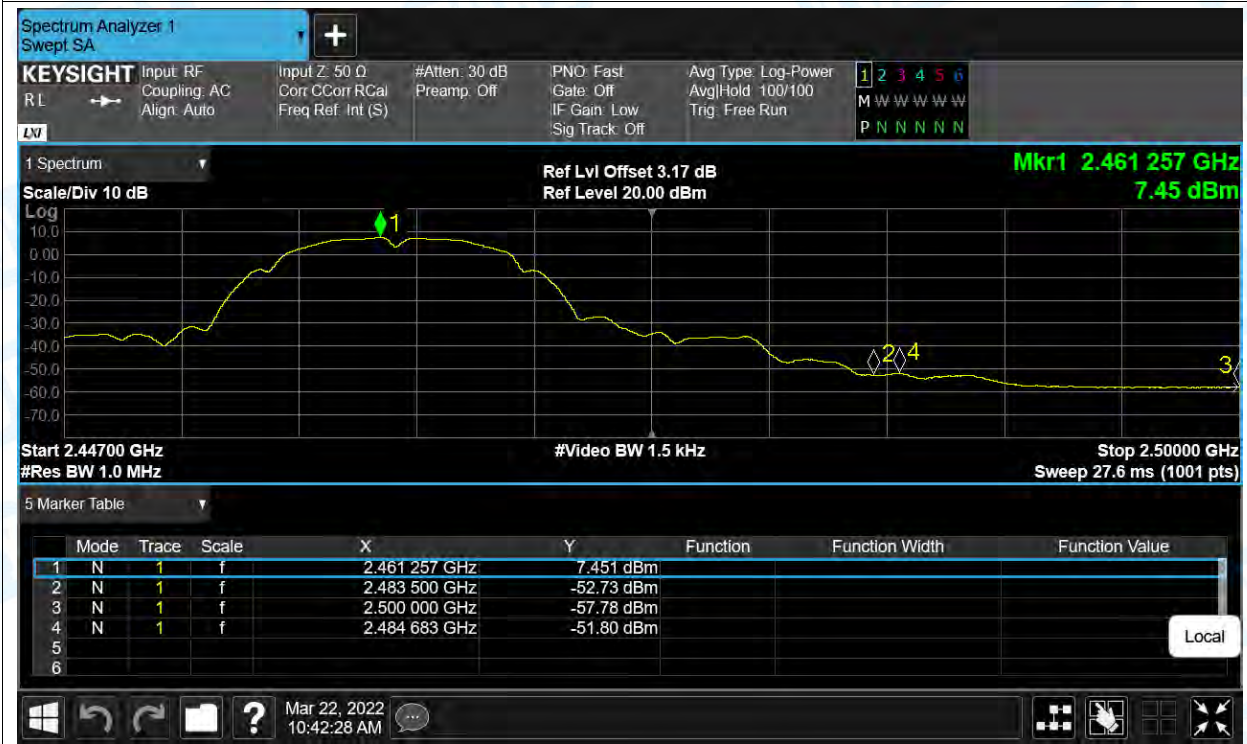 Spectrum Analyzer 1
Swept SA
+
KEYSIGHT
RL
LXI
Input: RF
Coupling: AC
Align: Auto
Input Z: 50 Ω
Corr CCorr RCal
Freq Ref: Int (S)
#Atten: 30 dB
Preamp: Off
PNO: Fast
Gate: Off
IF Gain: Low
Sig Track: Off
Avg Type: Log-Power
Avg|Hold: 100/100
Trig: Free Run
1 2 3 4 5 6
M W W W W W
P N N N N N
1 Spectrum
Scale/Div 10 dB
Ref Lvl Offset 3.17 dB
Ref Level 20.00 dBm
Mkr1 2.461 257 GHz
7.45 dBm
Log
10.0
0.00
-10.0
-20.0
-30.0
-40.0
-50.0
-60.0
-70.0
1
2
4
3
Start 2.44700 GHz
#Video BW 1.5 kHz
Stop 2.50000 GHz
#Res BW 1.0 MHz
Sweep 27.6 ms (1001 pts)
5 Marker Table
Mode Trace Scale X Y Function Function Width Function Value
1 N 1 f 2.461 257 GHz 7.451 dBm
2 N 1 f 2.483 500 GHz -52.73 dBm
3 N 1 f 2.500 000 GHz -57.78 dBm
4 N 1 f 2.484 683 GHz -51.80 dBm
5
6
Local
?
Mar 22, 2022
10:42:28 AM